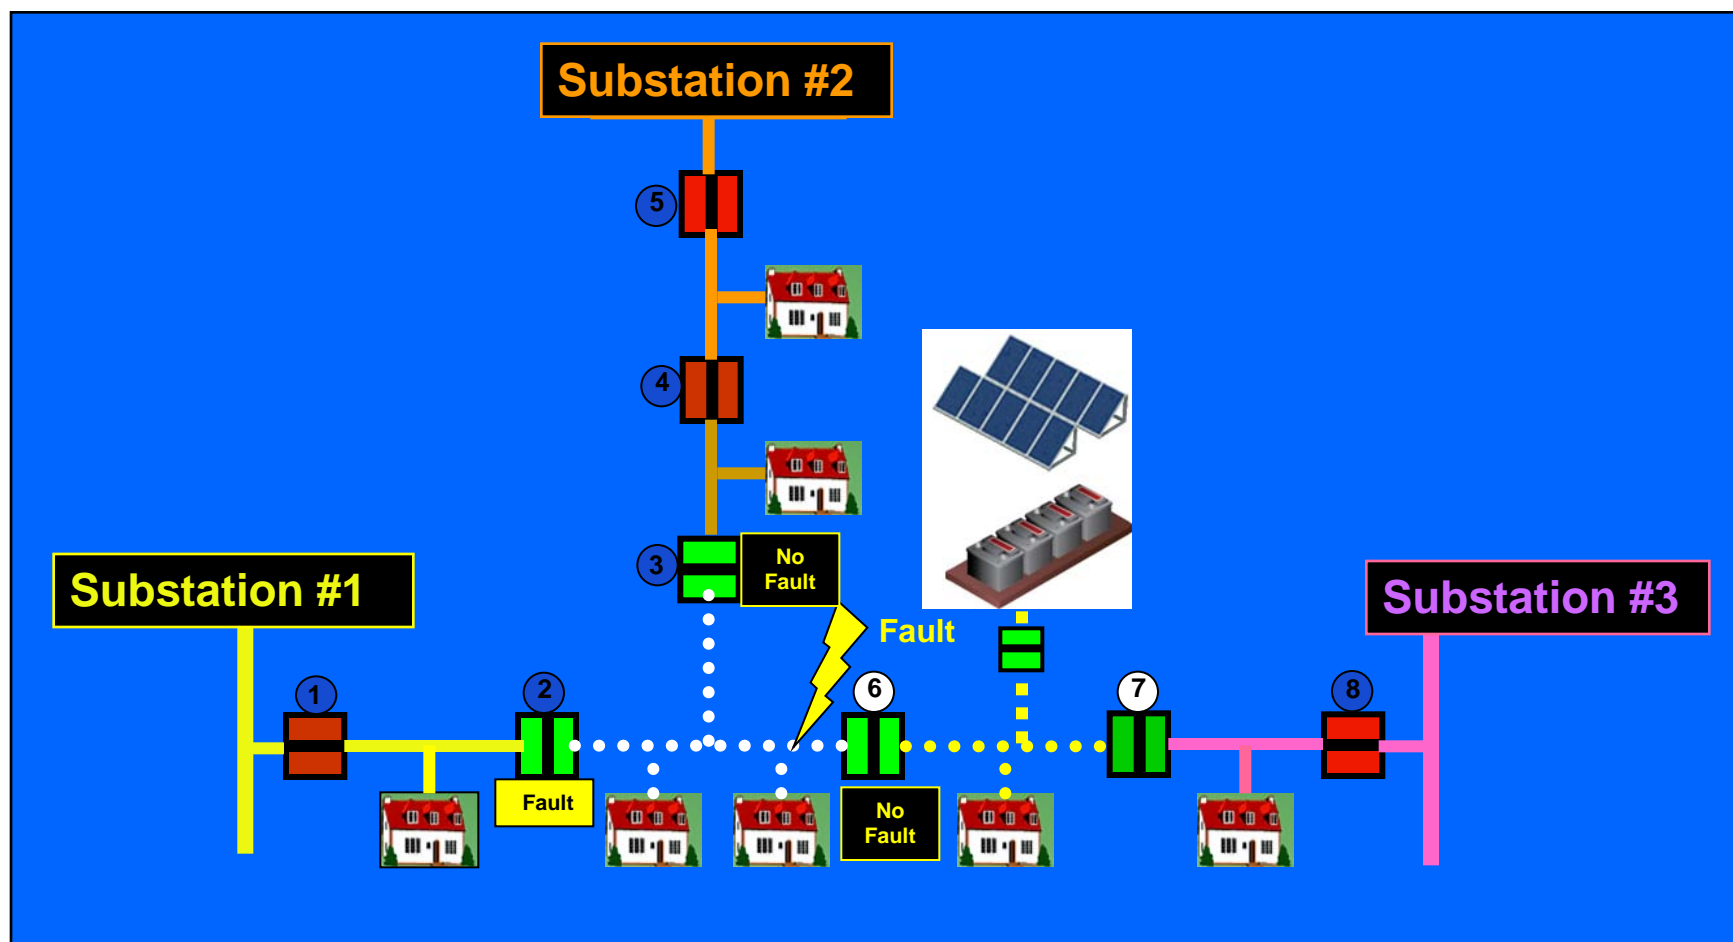 Substation #2
5
4
3
No
Fault
Substation #1
Fault
Substation #3
1
2
6
7
8
Fault
No
Fault